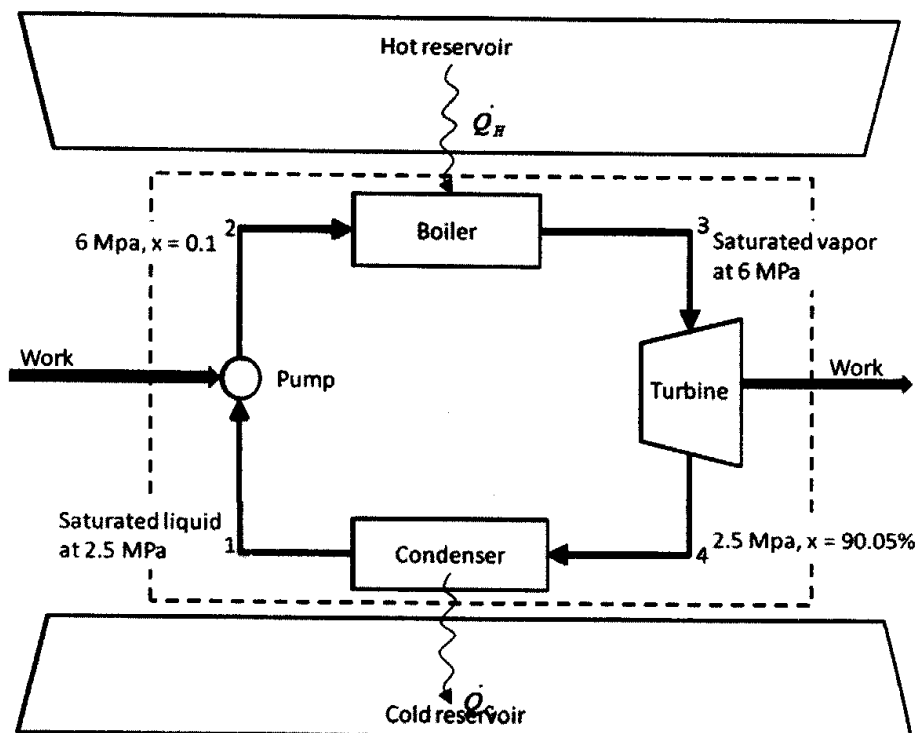 Hot reservoir
Q̇_H
2
6 Mpa, x = 0.1
Boiler
3
Saturated vapor
at 6 MPa
Work
Pump
Turbine
Work
Saturated liquid
at 2.5 MPa
1
Condenser
4
2.5 Mpa, x = 90.05%
Q̇
Cold reservoir